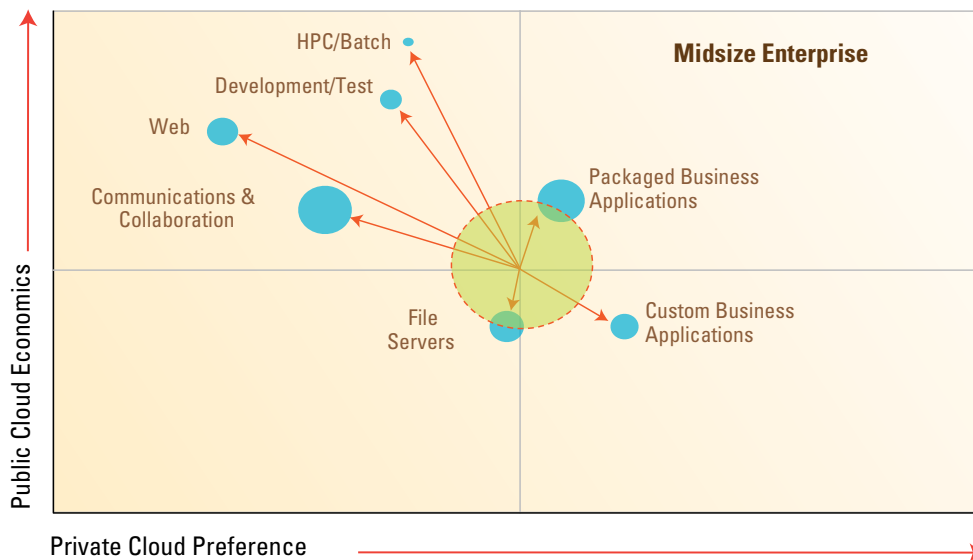 HPC/Batch
Midsize Enterprise
Development/Test
Web
Communications &
Collaboration
Packaged Business
Applications
File
Servers
Custom Business
Applications
Public Cloud Economics
Private Cloud Preference